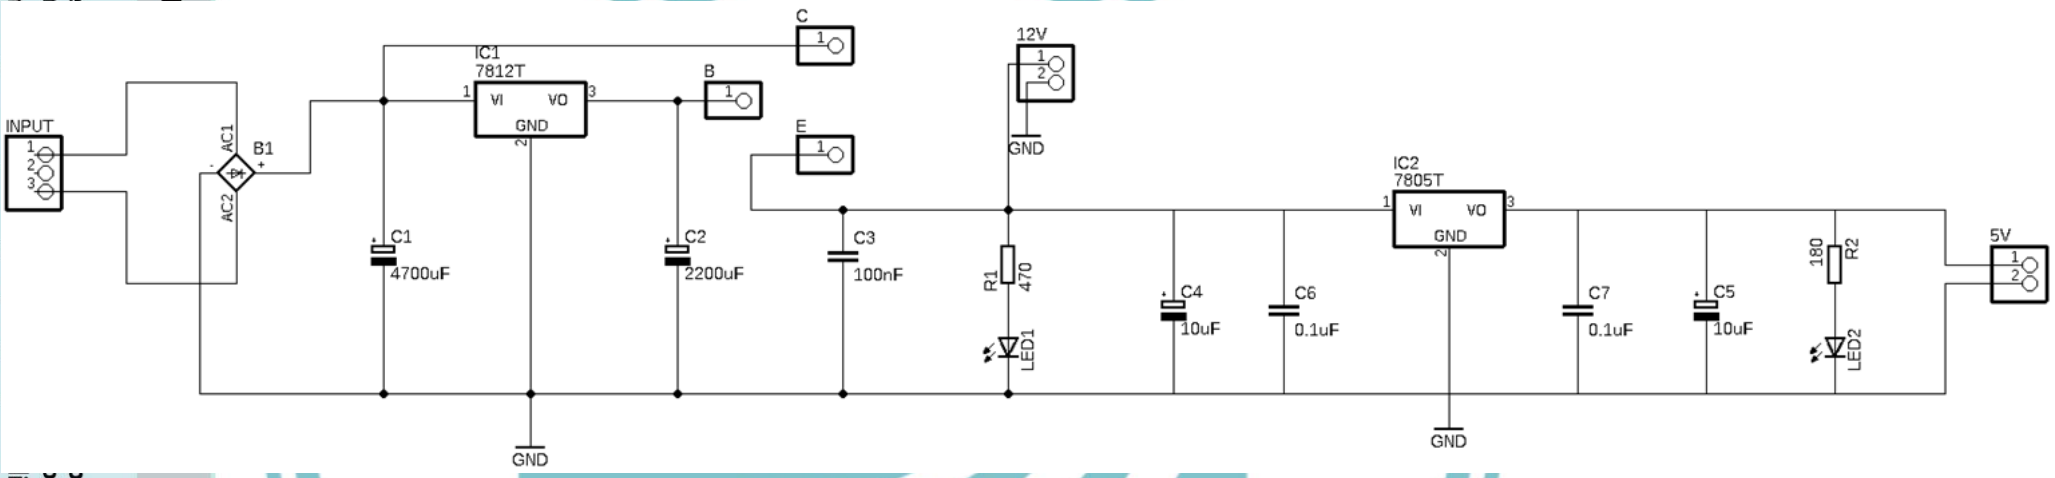 C
1
IC1
7812T
1
VI
VO
3
GND
2
B
1
12V
1
2
GND
INPUT
1
2
3
AC1
B1
-
+
AC2
E
1
IC2
7805T
1
VI
VO
3
GND
2
C1
4700uF
C2
2200uF
C3
100nF
R1
470
LED1
C4
10uF
C6
0.1uF
C7
0.1uF
C5
10uF
180
R2
LED2
5V
1
2
GND
GND